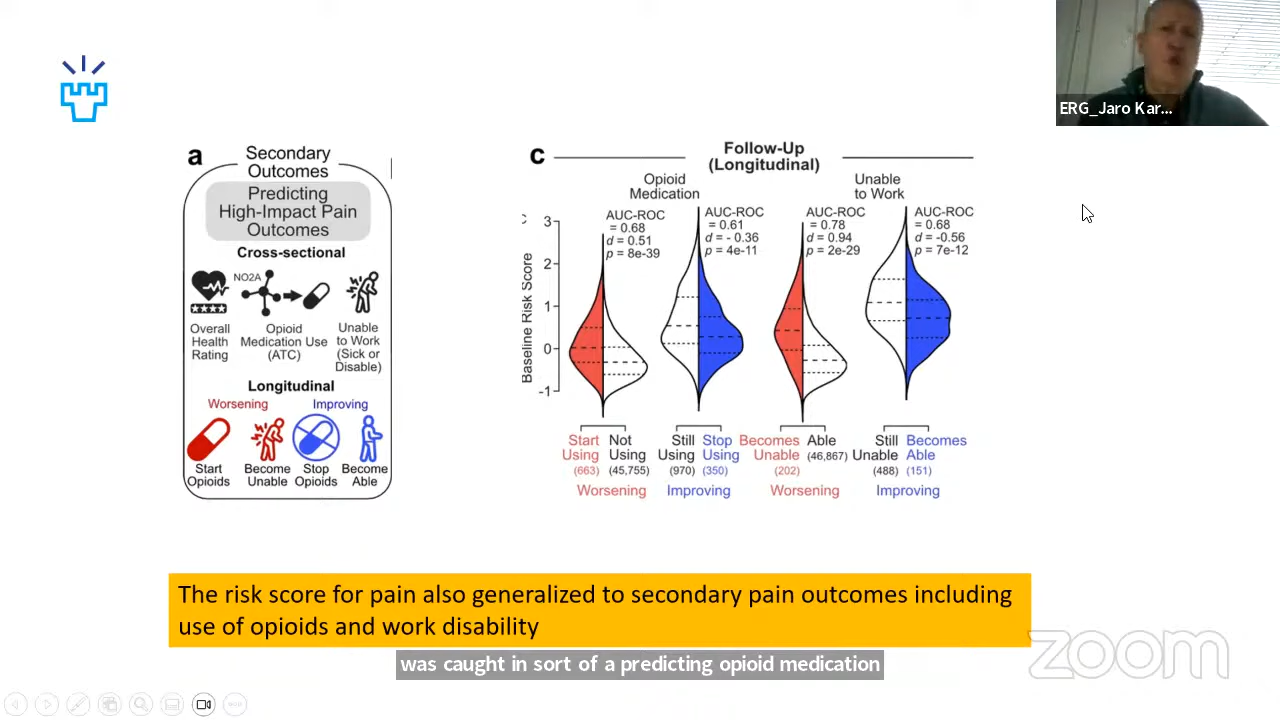 ERG_Jaro Kar...
a
Secondary
Outcomes
Predicting
High-Impact Pain
Outcomes
Cross-sectional
NO2A
Overall
Health
Rating
Opioid
Medication Use
(ATC)
Unable
to Work
(Sick or
Disable)
Longitudinal
Worsening
Improving
Start
Opioids
Become
Unable
Stop
Opioids
Become
Able
c
Follow-Up
(Longitudinal)
Opioid
Medication
Unable
to Work
C
Baseline Risk Score
3
2
1
0
-1
AUC-ROC
= 0.68
d = 0.51
p = 8e-39
AUC-ROC
= 0.61
d = - 0.36
p = 4e-11
AUC-ROC
= 0.78
d = 0.94
p = 2e-29
AUC-ROC
= 0.68
d = -0.56
p = 7e-12
Start
Using
(663)
Not
Using
(45,755)
Worsening
Still
Using
(970)
Stop
Using
(350)
Improving
Becomes
Unable
(202)
Able
(46,867)
Worsening
Still
Unable
(488)
Becomes
Able
(151)
Improving
The risk score for pain also generalized to secondary pain outcomes including
use of opioids and work disability
was caught in sort of a predicting opioid medication
zoom